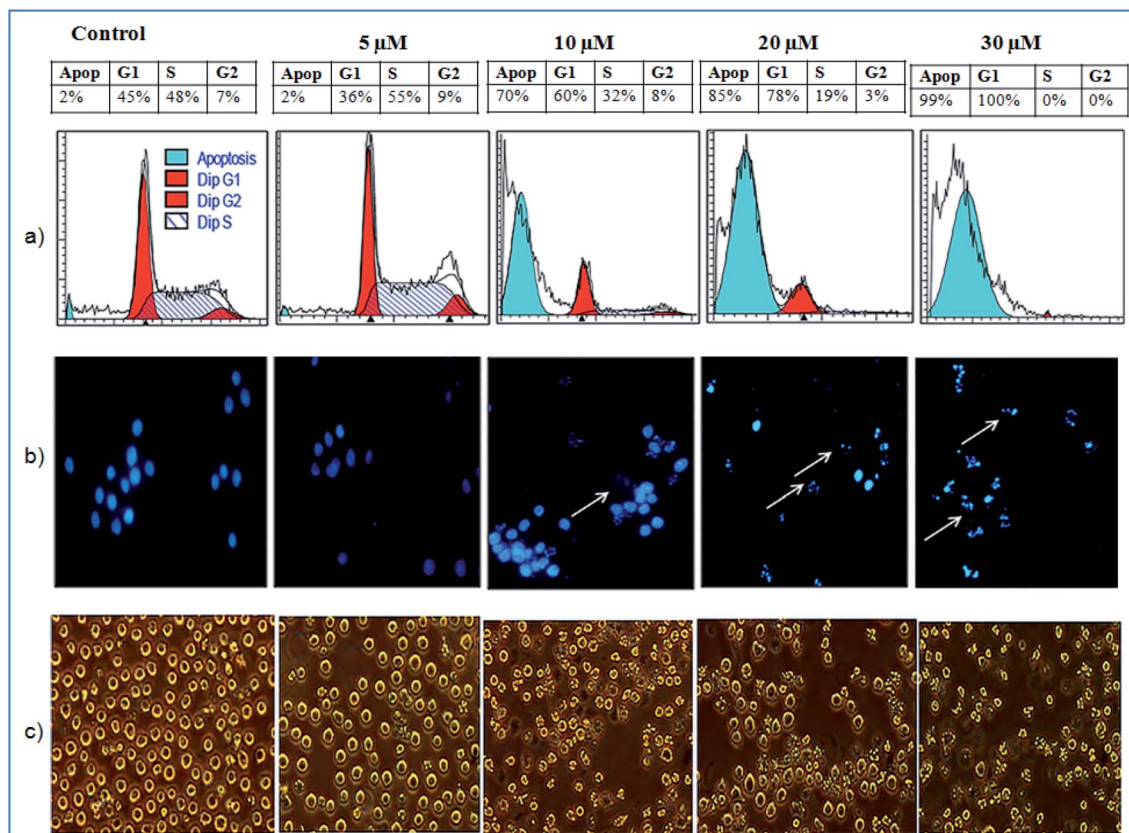 Control
5 µM
10 µM
20 µM
30 µM
Apop G1 S G2
2% 45% 48% 7%
Apop G1 S G2
2% 36% 55% 9%
Apop G1 S G2
70% 60% 32% 8%
Apop G1 S G2
85% 78% 19% 3%
Apop G1 S G2
99% 100% 0% 0%
a)
Apoptosis
Dip G1
Dip G2
Dip S
b)
c)